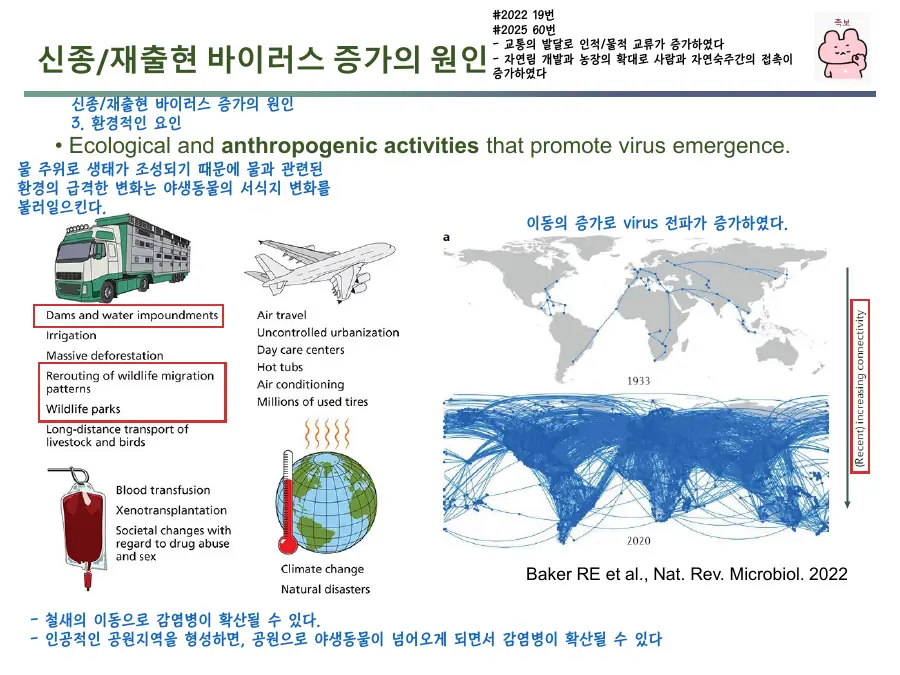 #2022 19번
#2025 60번
- 교통의 발달로 인적/물적 교류가 증가하였다
- 자연림 개발과 농장의 확대로 사람과 자연숙주간의 접촉이
증가하였다
족보
신종/재출현 바이러스 증가의 원인
신종/재출현 바이러스 증가의 원인
3. 환경적인 요인
• Ecological and anthropogenic activities that promote virus emergence.
물 주위로 생태가 조성되기 때문에 물과 관련된
환경의 급격한 변화는 야생동물의 서식지 변화를
불러일으킨다.
Dams and water impoundments
Irrigation
Massive deforestation
Rerouting of wildlife migration
patterns
Wildlife parks
Long-distance transport of
livestock and birds
Air travel
Uncontrolled urbanization
Day care centers
Hot tubs
Air conditioning
Millions of used tires
Blood transfusion
Xenotransplantation
Societal changes with
regard to drug abuse
and sex
Climate change
Natural disasters
이동의 증가로 virus 전파가 증가하였다.
a
1933
2020
(Recent) increasing connectivity
Baker RE et al., Nat. Rev. Microbiol. 2022
- 철새의 이동으로 감염병이 확산될 수 있다.
- 인공적인 공원지역을 형성하면, 공원으로 야생동물이 넘어오게 되면서 감염병이 확산될 수 있다